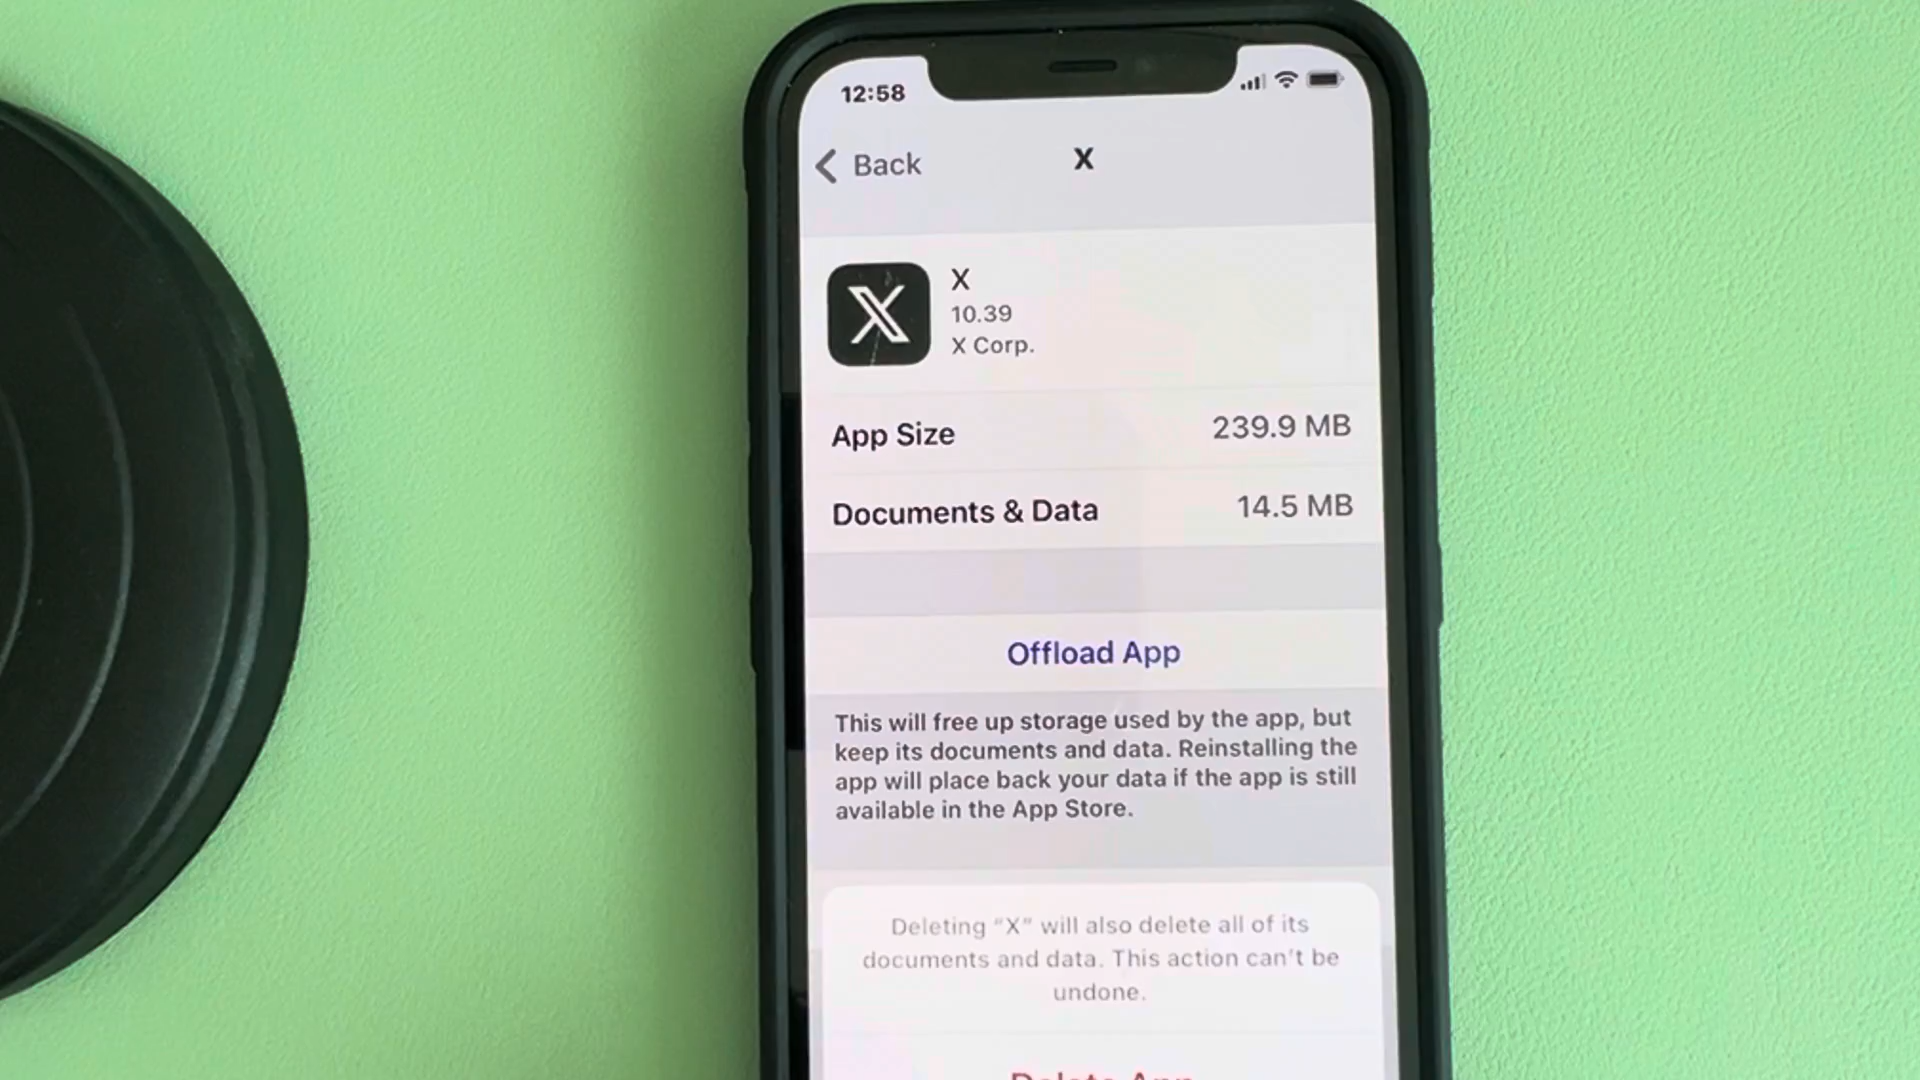 12:58
Back
X
X
10.39
X Corp.
App Size
239.9 MB
Documents & Data
14.5 MB
Offload App
This will free up storage used by the app, but
keep its documents and data. Reinstalling the
app will place back your data if the app is still
available in the App Store.
Deleting “X” will also delete all of its
documents and data. This action can’t be
undone.
Delete App